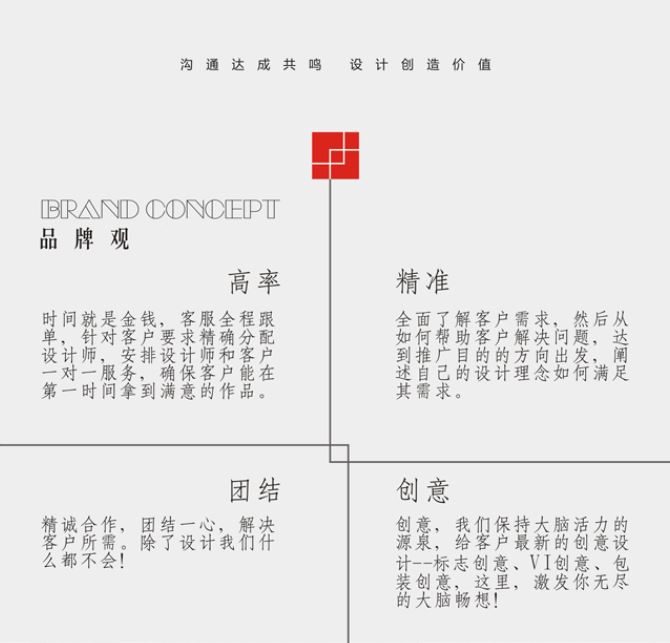 沟通达成共鸣 设计创造价值
BRAND CONCEPT
品牌观
高率
时间就是金钱，客服全程跟
单，针对客户要求精确分配
设计师，安排设计师和客户
一对一服务，确保客户能在
第一时间拿到满意的作品。
精准
全面了解客户需求，然后从
如何帮助客户解决问题，达
到推广目的的方向出发，阐
述自己的设计理念如何满足
其需求。
团结
精诚合作，团结一心，解决
客户所需。除了设计我们什
么都不会！
创意
创意，我们保持大脑活力的
源泉，给客户最新的创意设
计--标志创意、VI创意、包
装创意，这里，激发你无尽
的大脑畅想！